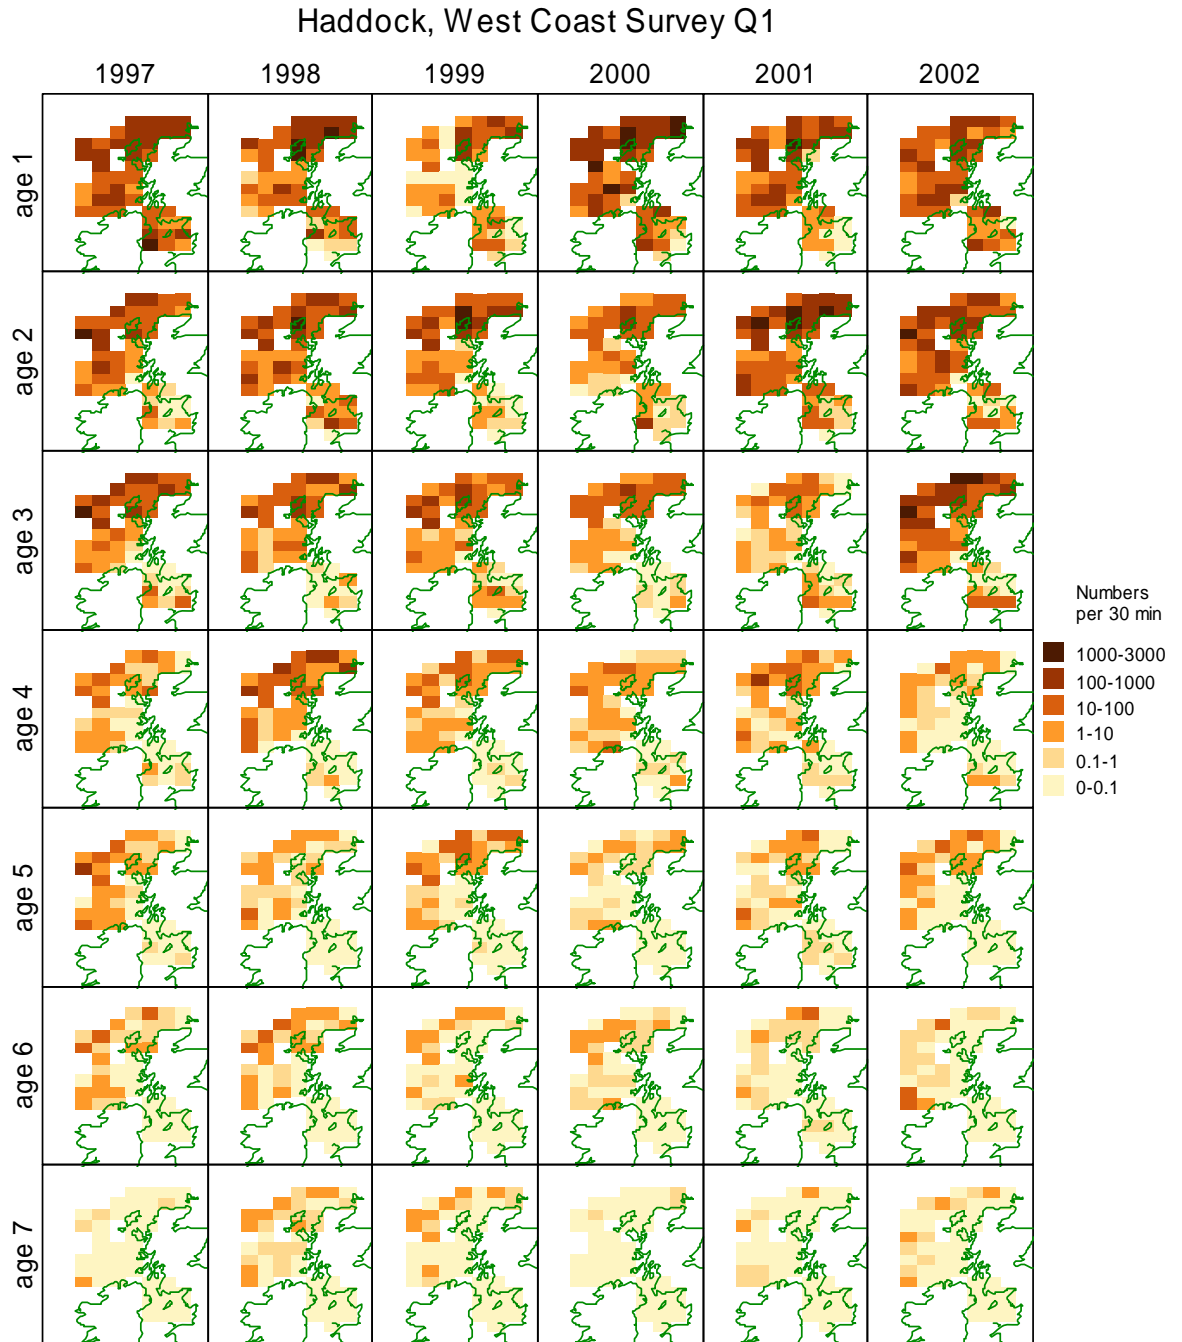 Haddock, West Coast Survey Q1
1997 1998 1999 2000 2001 2002
age 1
age 2
age 3
age 4
age 5
age 6
age 7
Numbers
per 30 min
1000-3000
100-1000
10-100
1-10
0.1-1
0-0.1